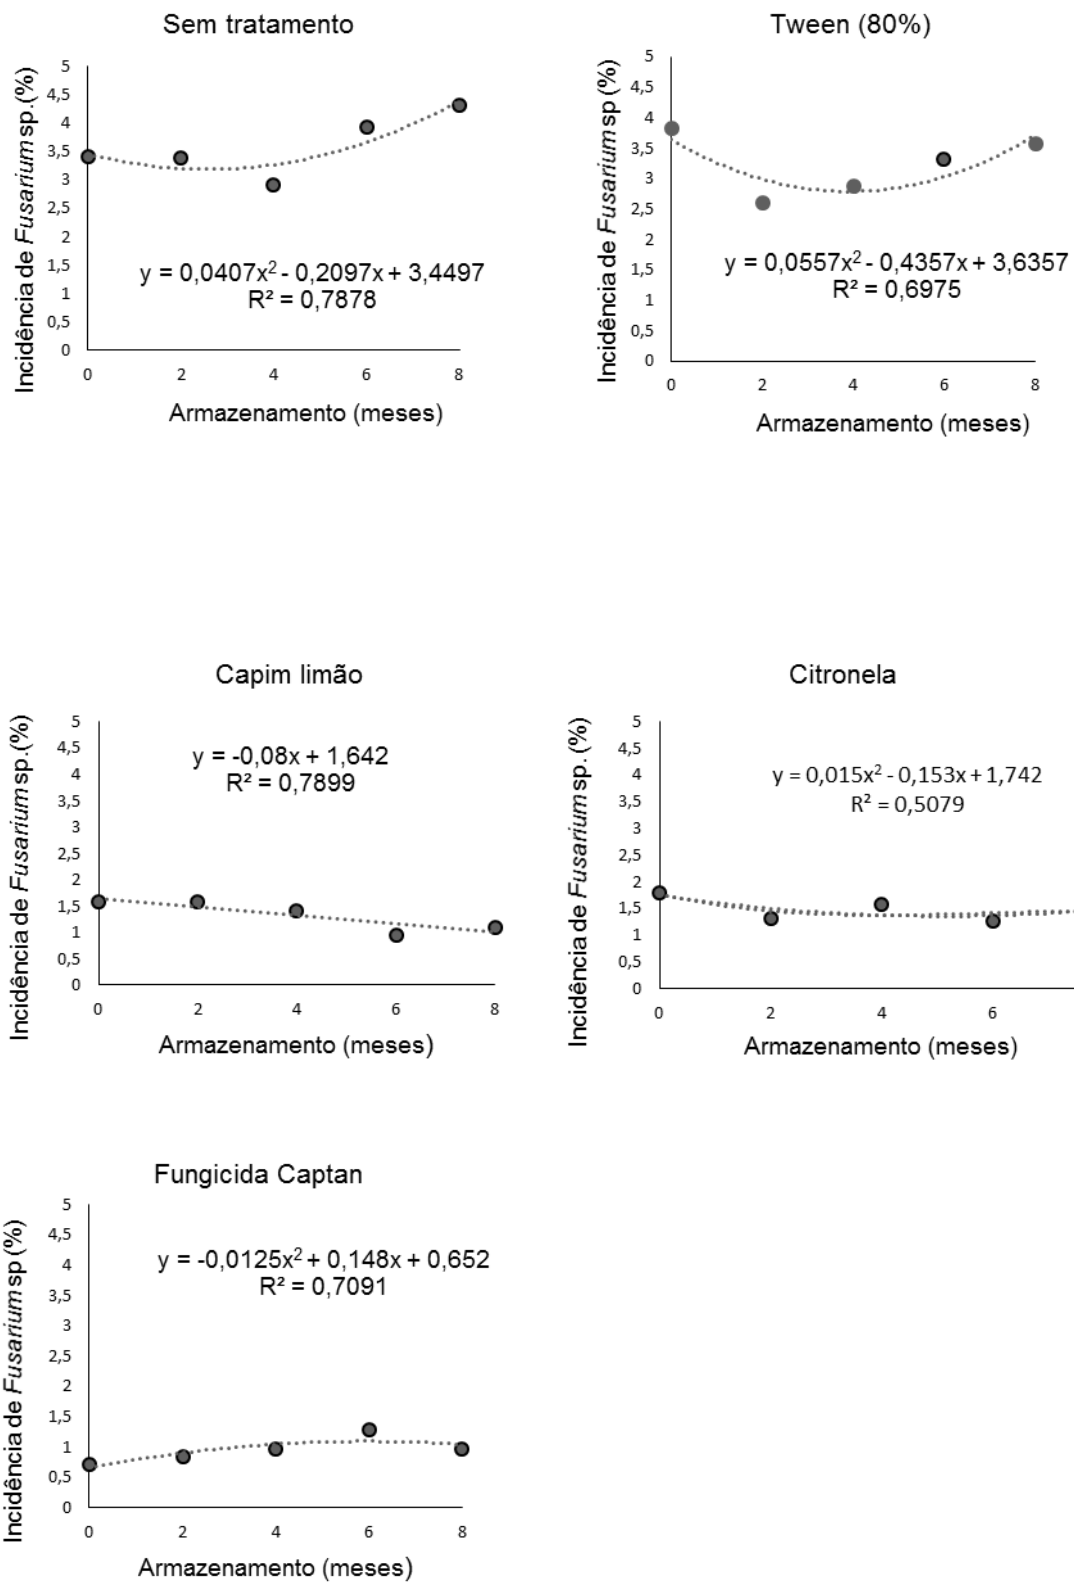 Sem tratamento
Incidência de Fusarium sp.(%)
5
4,5
4
3,5
3
2,5
2
1,5
1
0,5
0
y = 0,0407x² - 0,2097x + 3,4497
R² = 0,7878
0 2 4 6 8
Armazenamento (meses)
Tween (80%)
Incidência de Fusarium sp (%)
5
4,5
4
3,5
3
2,5
2
1,5
1
0,5
0
y = 0,0557x² - 0,4357x + 3,6357
R² = 0,6975
0 2 4 6 8
Armazenamento (meses)
Capim limão
Incidência de Fusarium sp.(%)
5
4,5
4
3,5
3
2,5
2
1,5
1
0,5
0
y = -0,08x + 1,642
R² = 0,7899
0 2 4 6 8
Armazenamento (meses)
Citronela
Incidência de Fusarium sp. (%)
5
4,5
4
3,5
3
2,5
2
1,5
1
0,5
0
y = 0,015x² - 0,153x + 1,742
R² = 0,5079
0 2 4 6
Armazenamento (meses)
Fungicida Captan
Incidência de Fusarium sp (%)
5
4,5
4
3,5
3
2,5
2
1,5
1
0,5
0
y = -0,0125x² + 0,148x + 0,652
R² = 0,7091
0 2 4 6 8
Armazenamento (meses)